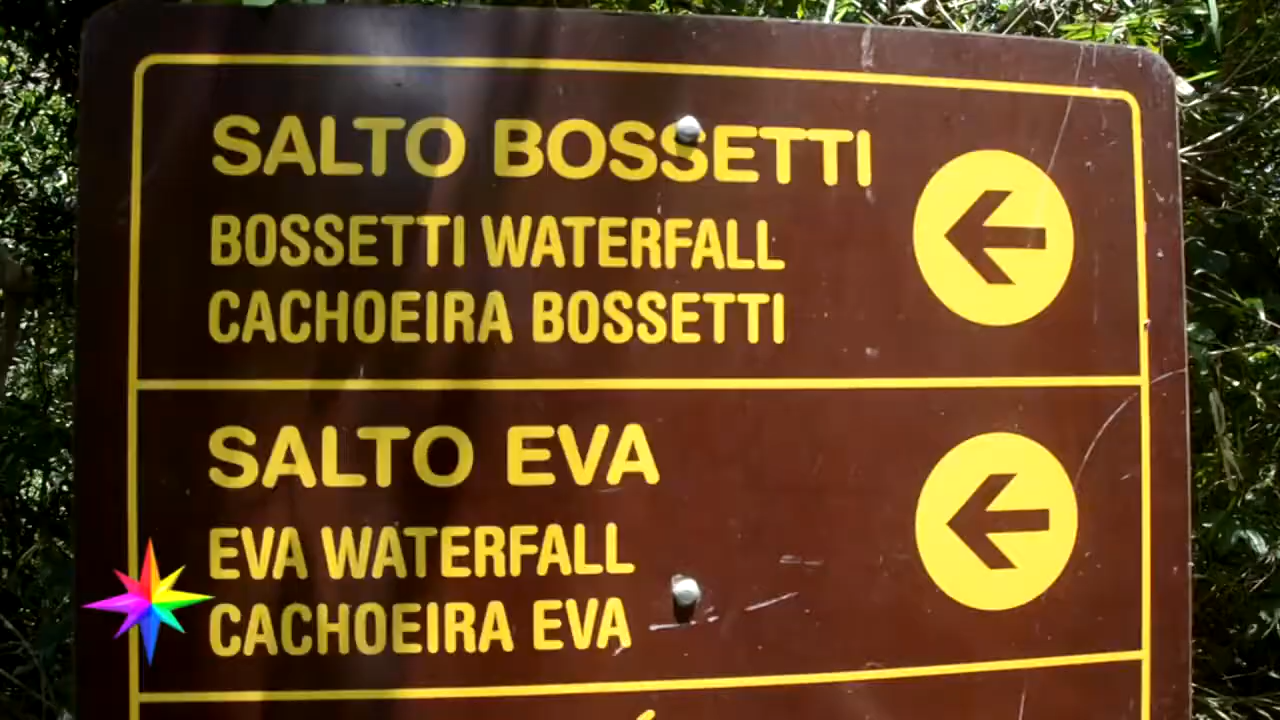 SALTO BOSSETTI
BOSSETTI WATERFALL
CACHOEIRA BOSSETTI
SALTO EVA
EVA WATERFALL
CACHOEIRA EVA